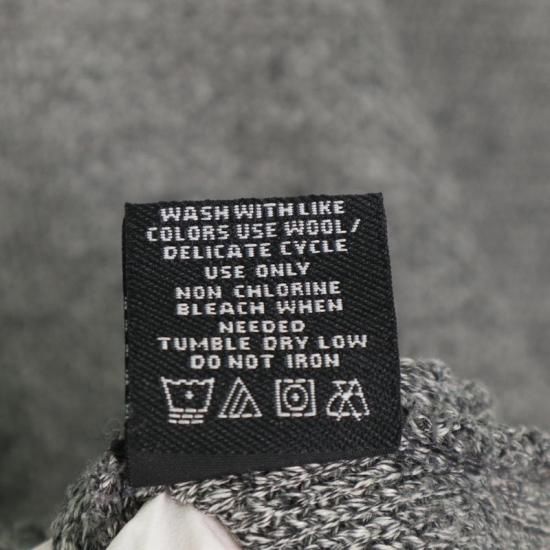 WASH WITH LIKE
COLORS USE WOOL/
DELICATE CYCLE
USE ONLY
NON CHLORINE
BLEACH WHEN
NEEDED
TUMBLE DRY LOW
DO NOT IRON